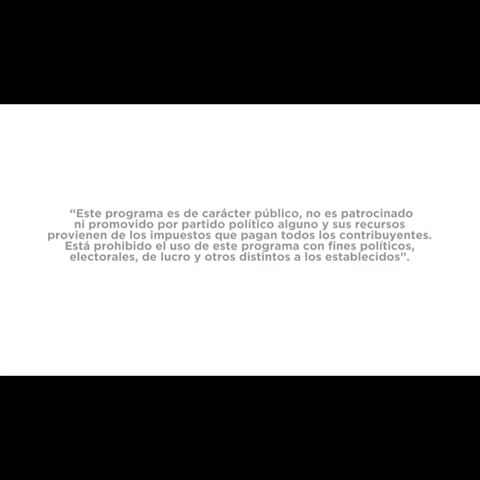 “Este programa es de carácter público, no es patrocinado
ni promovido por partido político alguno y sus recursos
provienen de los impuestos que pagan todos los contribuyentes.
Está prohibido el uso de este programa con fines políticos,
electorales, de lucro y otros distintos a los establecidos”.